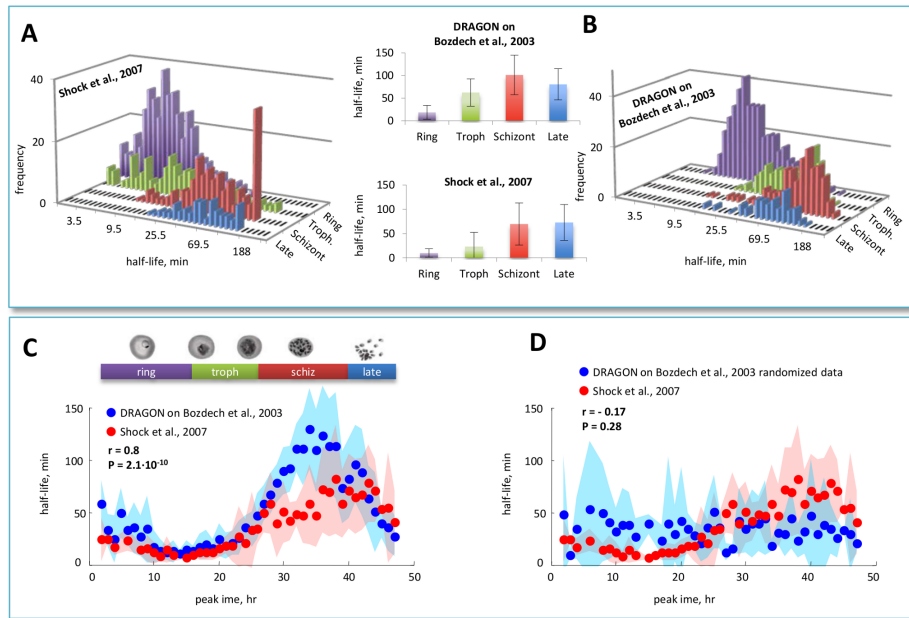 A
Shock et al., 2007
frequency
40
20
0
3.5
9.5
25.5
69.5
188
half-life, min
Ring
Troph.
Schizont
Late
DRAGON on
Bozdech et al., 2003
half-life, min
150
100
50
0
Ring Troph Schizont Late
Shock et al., 2007
half-life, min
150
100
50
0
Ring Troph Schizont Late
B
DRAGON on
Bozdech et al., 2003
frequency
40
20
0
3.5
9.5
25.5
69.5
188
half-life, min
Ring
Troph.
Schizont
Late
C
ring troph schiz late
DRAGON on Bozdech et al., 2003
Shock et al., 2007
r = 0.8
P = 2.1·10⁻¹⁰
half-life, min
150
100
50
0
0 10 20 30 40 50
peak ime, hr
D
DRAGON on Bozdech et al., 2003 randomized data
Shock et al., 2007
r = - 0.17
P = 0.28
half-life, min
150
100
50
0
0 10 20 30 40 50
peak ime, hr